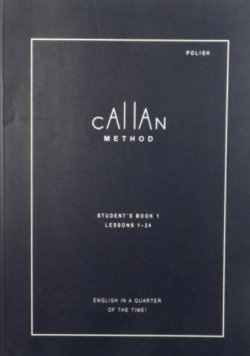 POLISH
CAllAN
METHOD
STUDENT'S BOOK 1
LESSONS 1-24
ENGLISH IN A QUARTER
OF THE TIME!